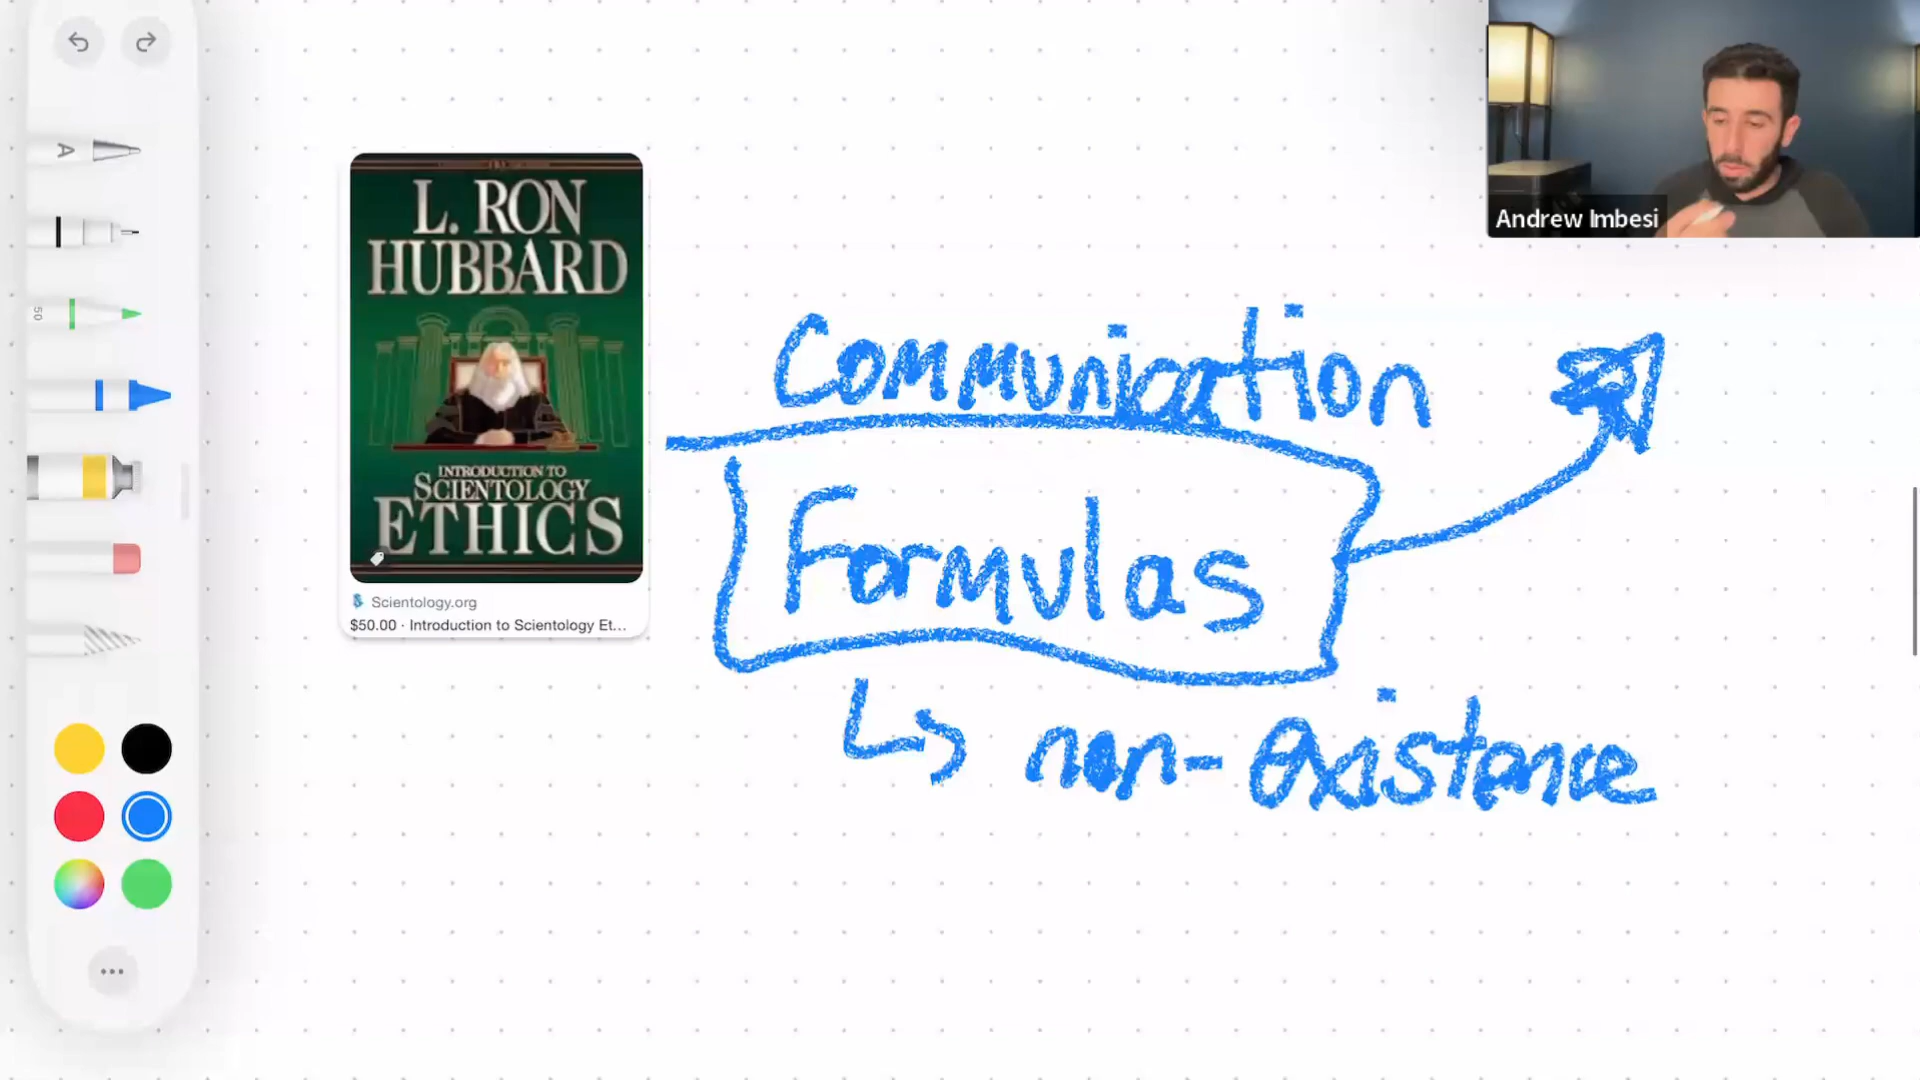 A
50
L. RON
HUBBARD
INTRODUCTION TO
SCIENTOLOGY
ETHICS
Scientology.org
$50.00 · Introduction to Scientology Et...
Communication
Formulas
non-existence
Andrew Imbesi